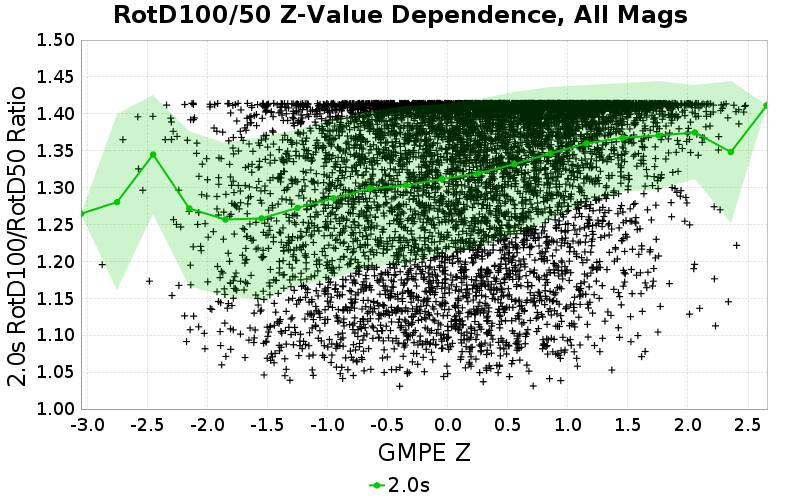 RotD100/50 Z-Value Dependence, All Mags
2.0s RotD100/RotD50 Ratio
1.50
1.45
1.40
1.35
1.30
1.25
1.20
1.15
1.10
1.05
1.00
-3.0 -2.5 -2.0 -1.5 -1.0 -0.5 0.0 0.5 1.0 1.5 2.0 2.5
GMPE Z
2.0s